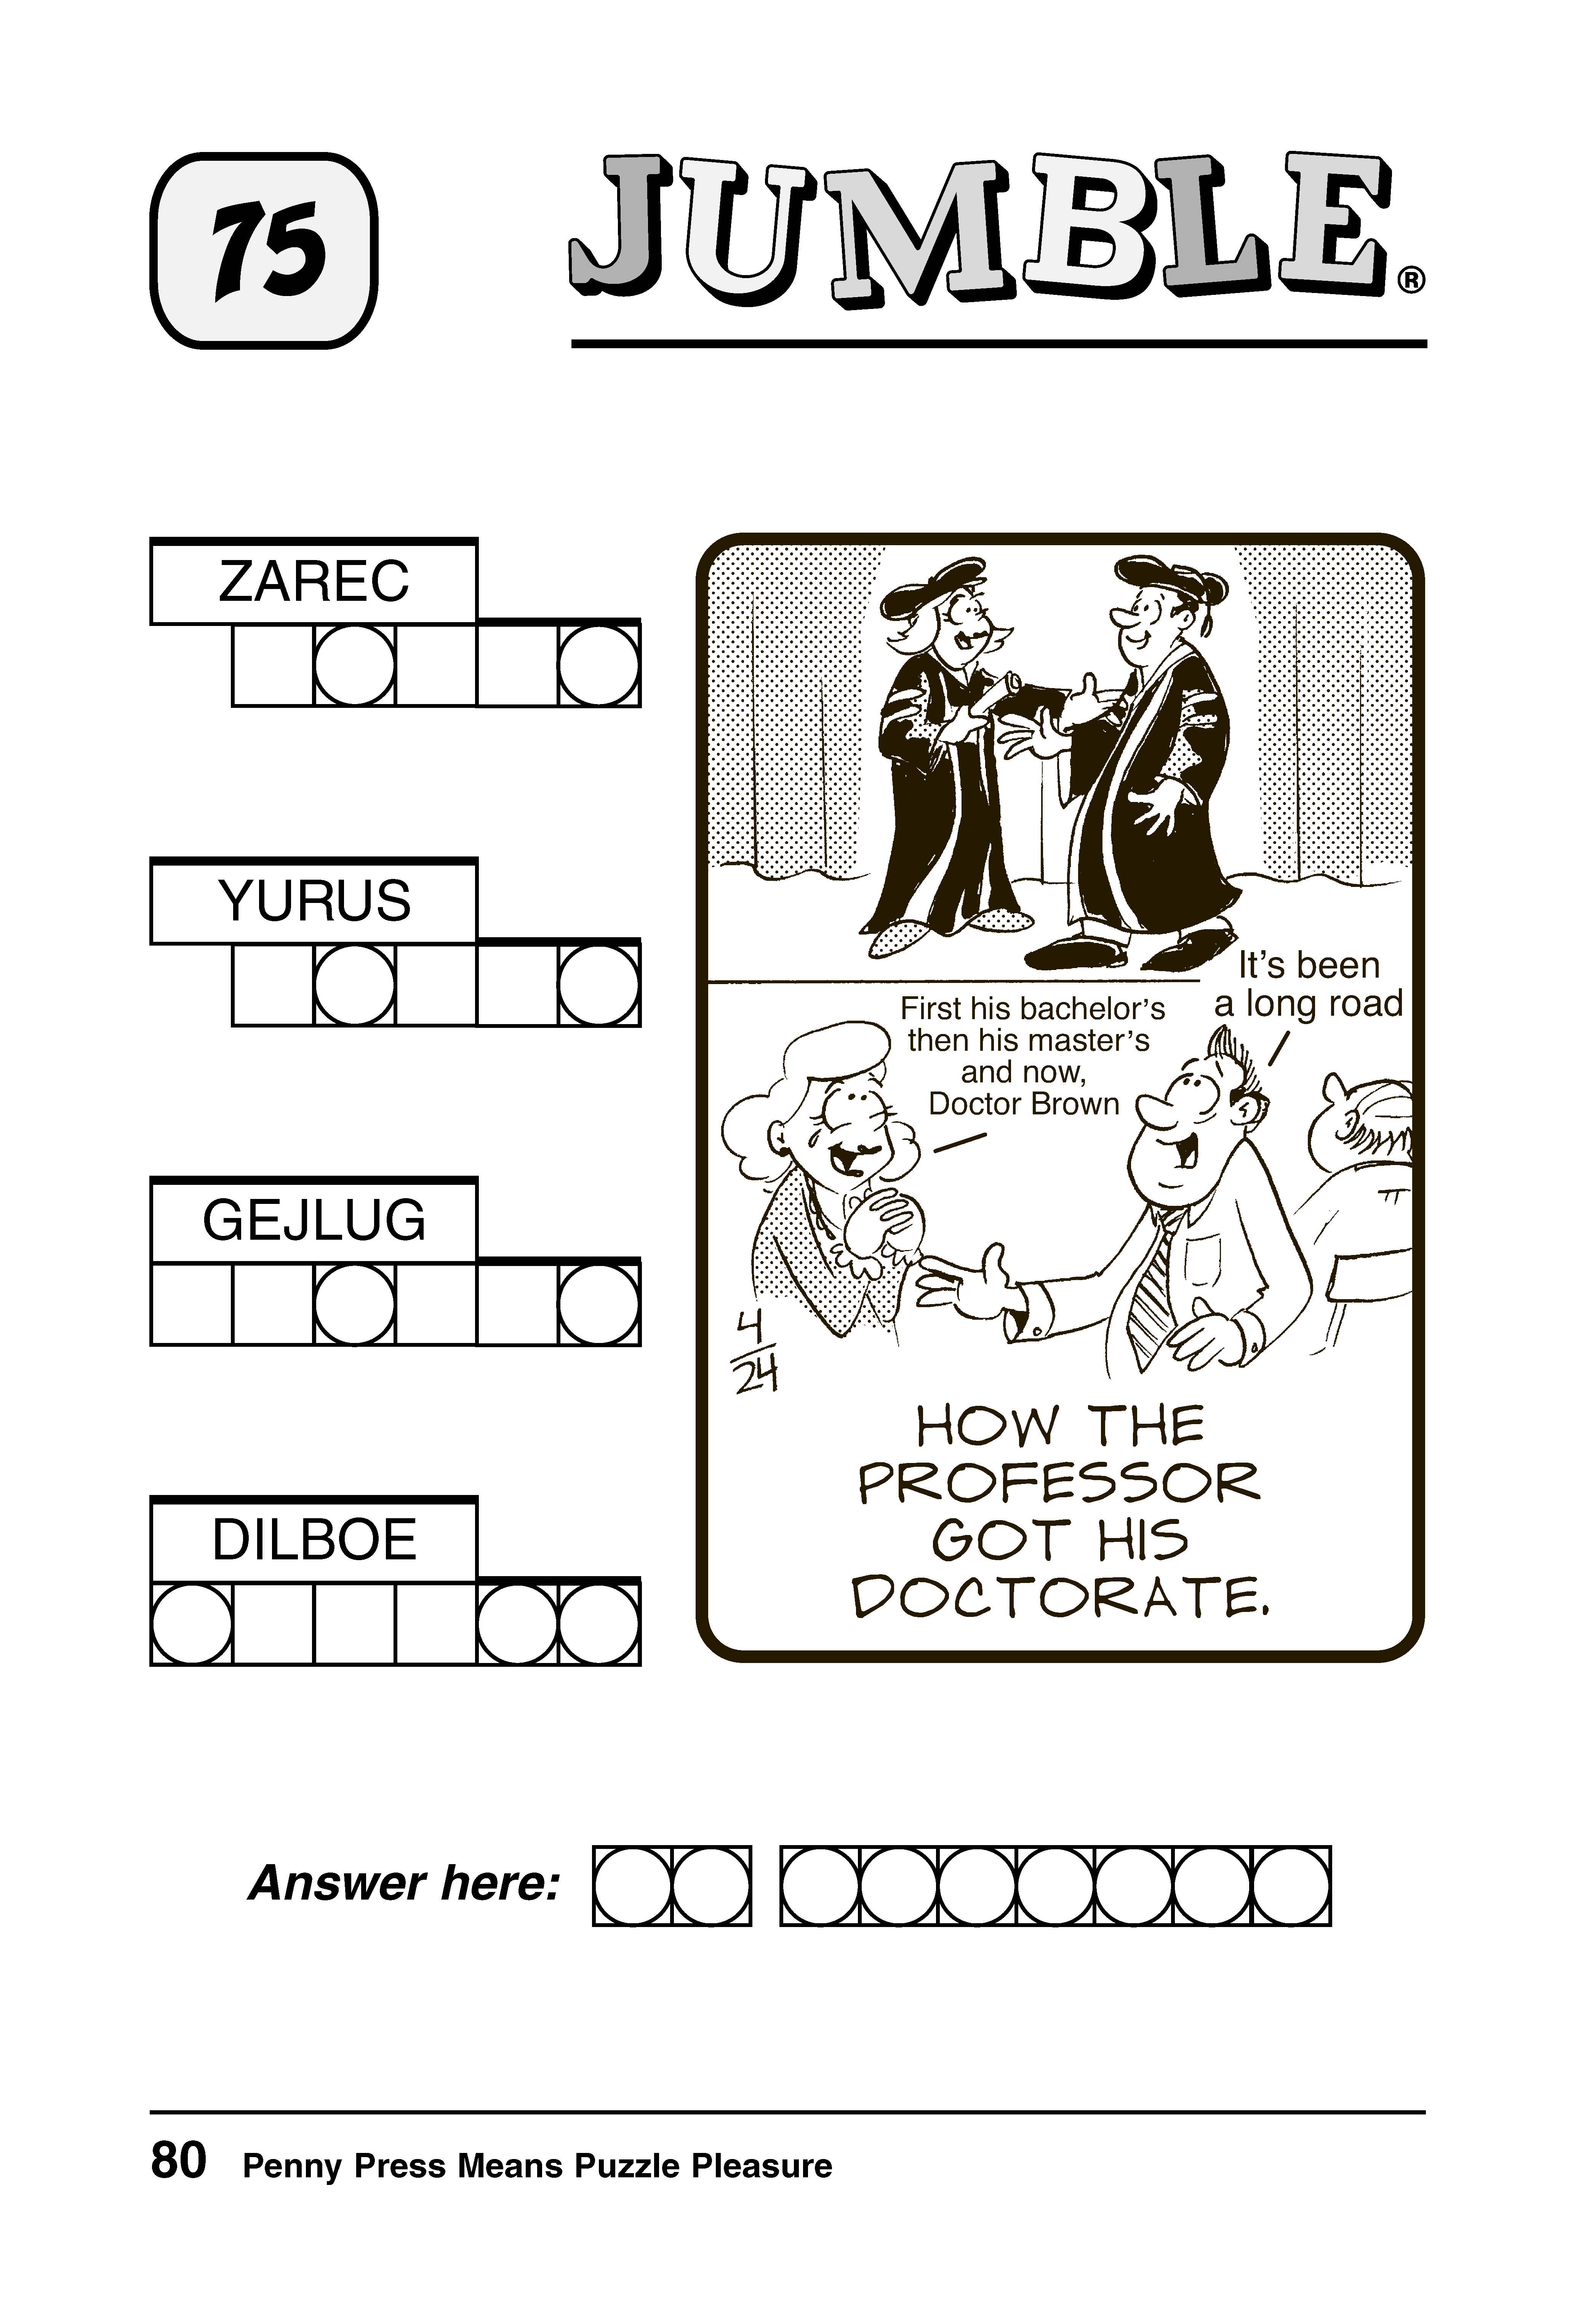 75
JUMBLE®
ZAREC
YURUS
GEJLUG
DILBOE
It's been
a long road
First his bachelor's
then his master's
and now,
Doctor Brown
4
24
HOW THE
PROFESSOR
GOT HIS
DOCTORATE.
Answer here:
80 Penny Press Means Puzzle Pleasure